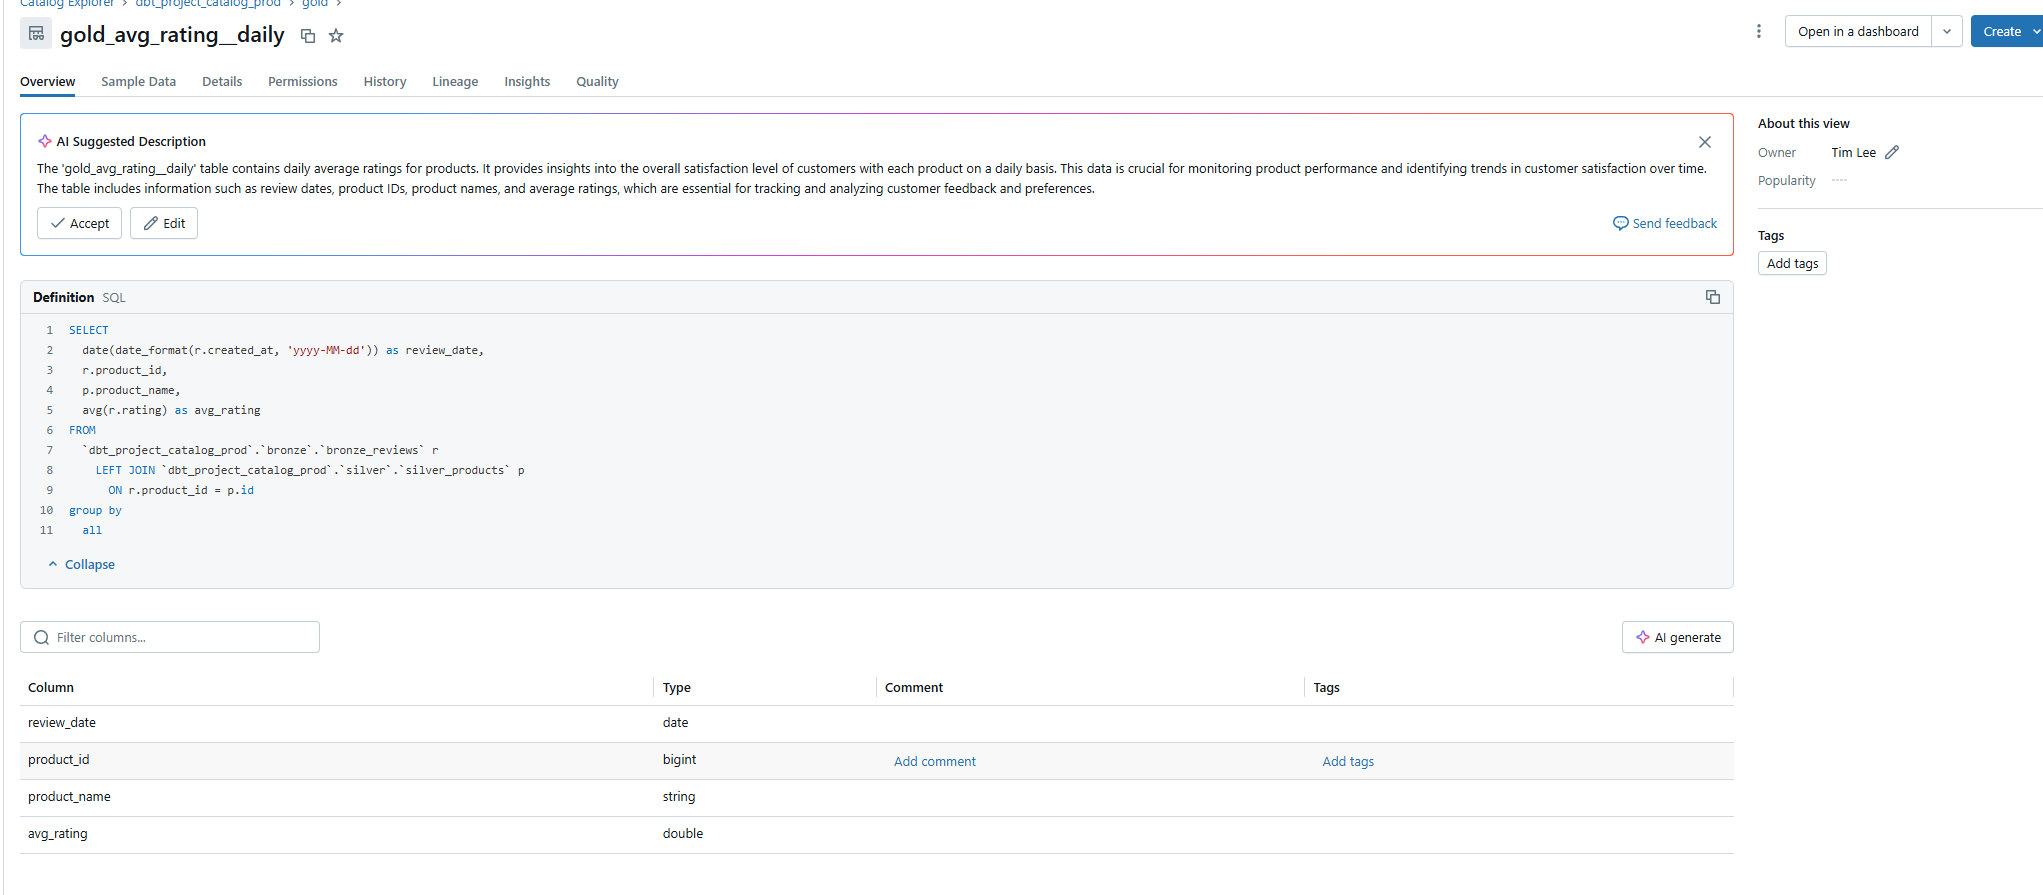 Catalog Explorer > dbt_project_catalog_prod > gold >
gold_avg_rating__daily
Open in a dashboard
Create
Overview Sample Data Details Permissions History Lineage Insights Quality
AI Suggested Description
The 'gold_avg_rating__daily' table contains daily average ratings for products. It provides insights into the overall satisfaction level of customers with each product on a daily basis. This data is crucial for monitoring product performance and identifying trends in customer satisfaction over time.
The table includes information such as review dates, product IDs, product names, and average ratings, which are essential for tracking and analyzing customer feedback and preferences.
Accept Edit Send feedback
About this view
Owner Tim Lee
Popularity ----
Tags
Add tags
Definition SQL
1 SELECT
2 date(date_format(r.created_at, 'yyyy-MM-dd')) as review_date,
3 r.product_id,
4 p.product_name,
5 avg(r.rating) as avg_rating
6 FROM
7 `dbt_project_catalog_prod`.`bronze`.`bronze_reviews` r
8 LEFT JOIN `dbt_project_catalog_prod`.`silver`.`silver_products` p
9 ON r.product_id = p.id
10 group by
11 all
Collapse
Filter columns...
AI generate
Column Type Comment Tags
review_date date
product_id bigint Add comment Add tags
product_name string
avg_rating double